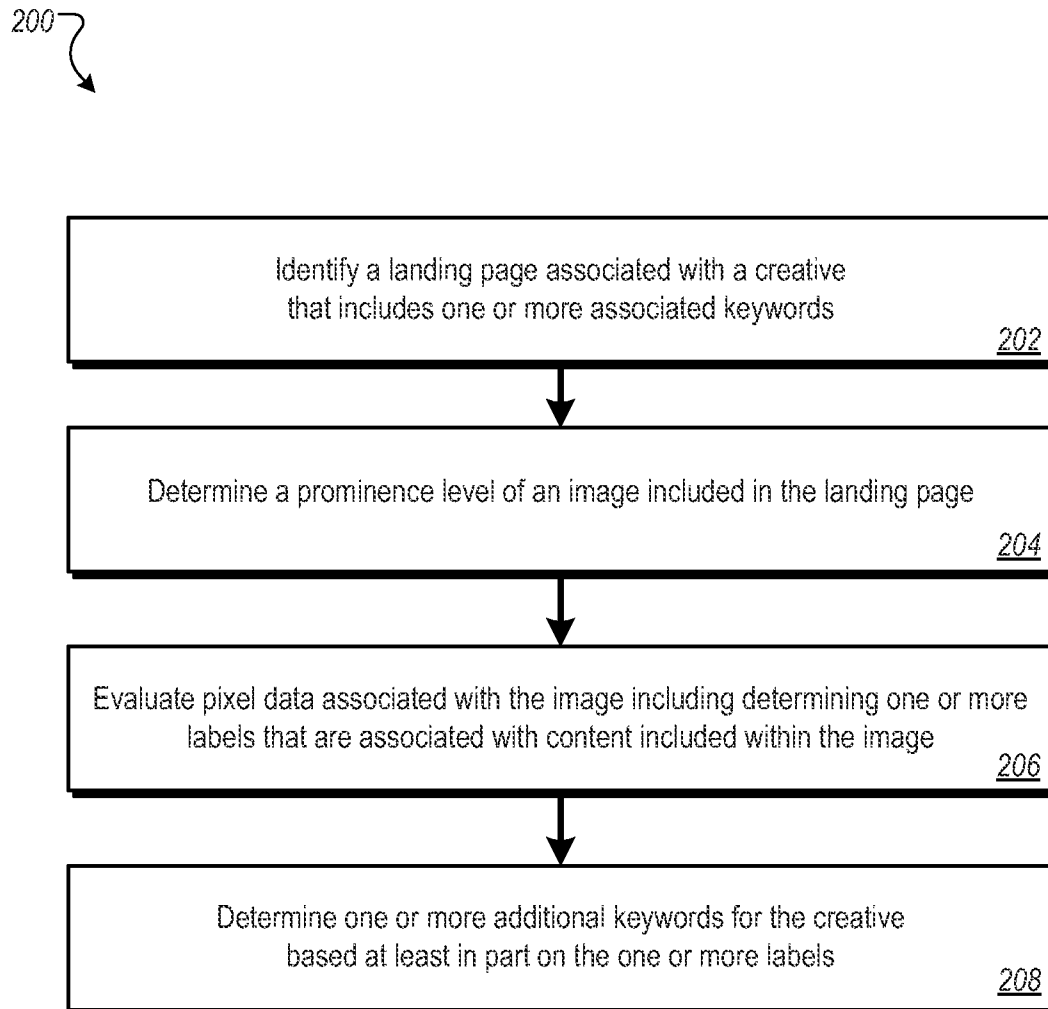 200
Identify a landing page associated with a creative
that includes one or more associated keywords
202
Determine a prominence level of an image included in the landing page
204
Evaluate pixel data associated with the image including determining one or more
labels that are associated with content included within the image
206
Determine one or more additional keywords for the creative
based at least in part on the one or more labels
208